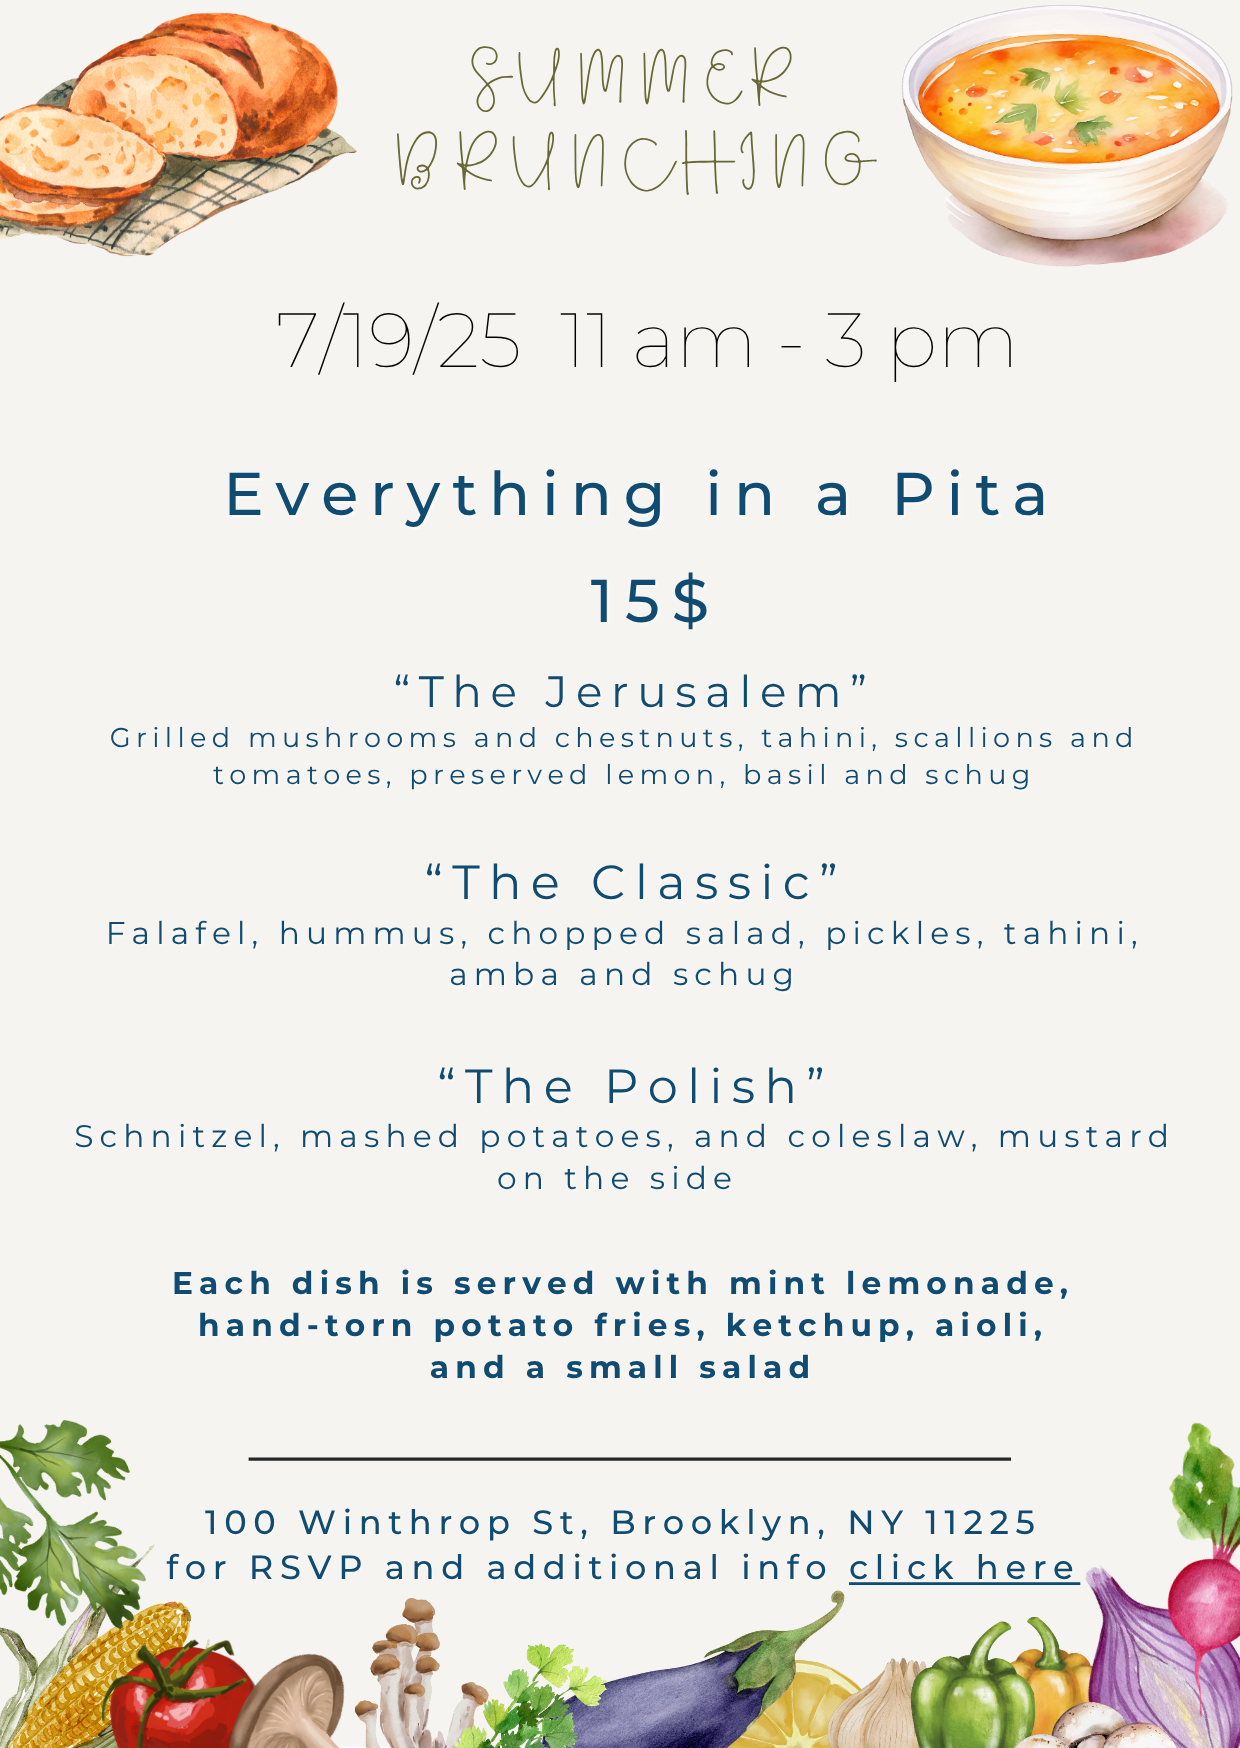 SUMMER
BRUNCHING
7/19/25 11 am - 3 pm
Everything in a Pita
15$
“The Jerusalem”
Grilled mushrooms and chestnuts, tahini, scallions and
tomatoes, preserved lemon, basil and schug
“The Classic”
Falafel, hummus, chopped salad, pickles, tahini,
amba and schug
“The Polish”
Schnitzel, mashed potatoes, and coleslaw, mustard
on the side
Each dish is served with mint lemonade,
hand-torn potato fries, ketchup, aioli,
and a small salad
100 Winthrop St, Brooklyn, NY 11225
for RSVP and additional info click here